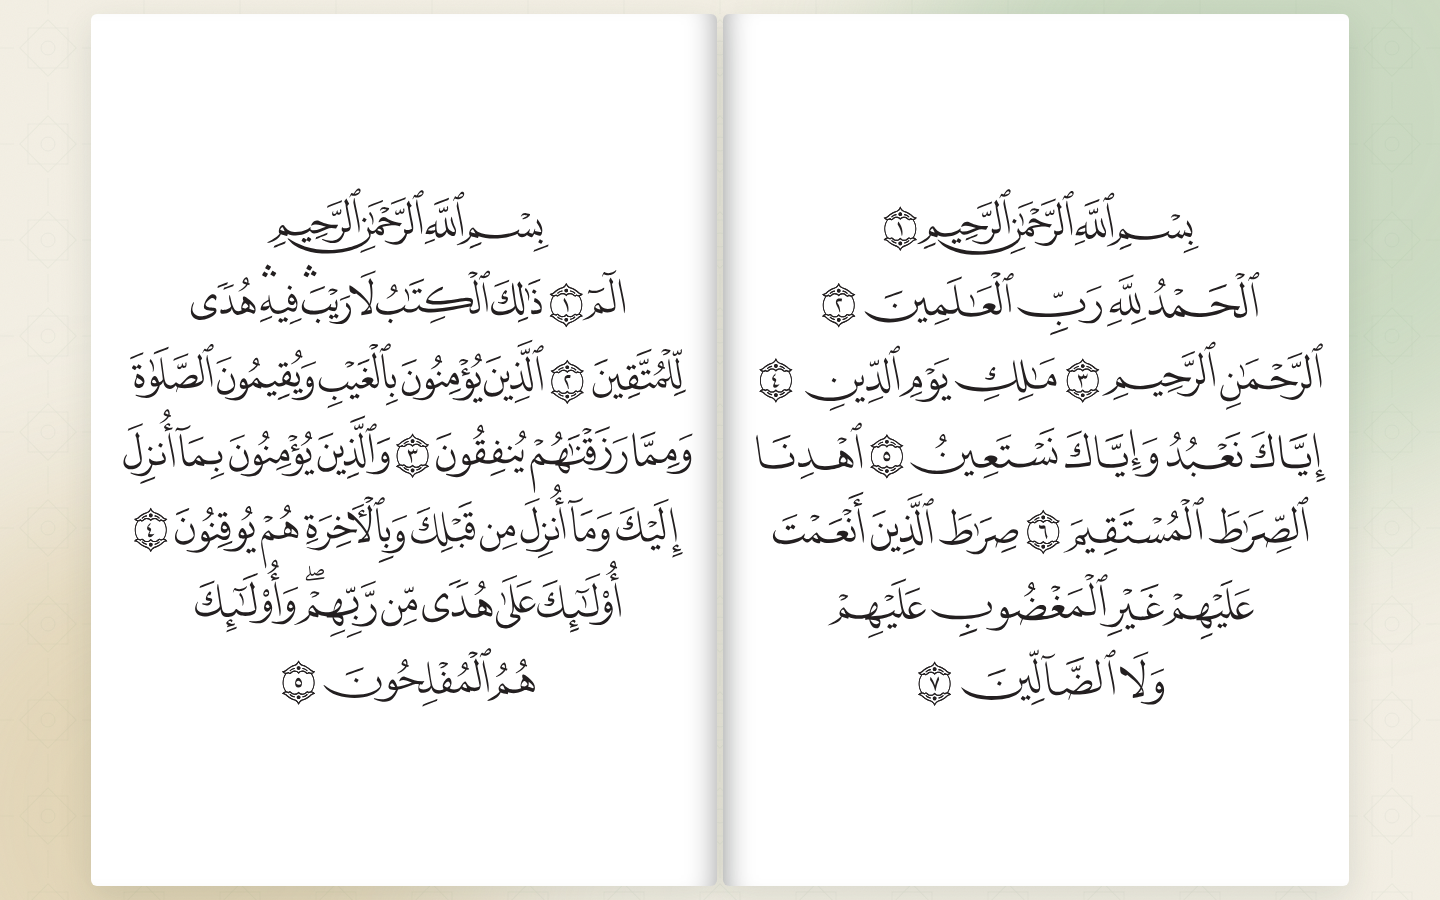 بِسْمِ ٱللَّهِ ٱلرَّحْمَٰنِ ٱلرَّحِيمِ ١
ٱلْحَمْدُ لِلَّهِ رَبِّ ٱلْعَٰلَمِينَ ٢
ٱلرَّحْمَٰنِ ٱلرَّحِيمِ ٣ مَٰلِكِ يَوْمِ ٱلدِّينِ ٤
إِيَّاكَ نَعْبُدُ وَإِيَّاكَ نَسْتَعِينُ ٥ ٱهْدِنَا
ٱلصِّرَٰطَ ٱلْمُسْتَقِيمَ ٦ صِرَٰطَ ٱلَّذِينَ أَنْعَمْتَ
عَلَيْهِمْ غَيْرِ ٱلْمَغْضُوبِ عَلَيْهِمْ
وَلَا ٱلضَّآلِّينَ ٧
بِسْمِ ٱللَّهِ ٱلرَّحْمَٰنِ ٱلرَّحِيمِ
الٓمٓ ١ ذَٰلِكَ ٱلْكِتَٰبُ لَا رَيْبَ ۛ فِيهِ ۛ هُدًى
لِّلْمُتَّقِينَ ٢ ٱلَّذِينَ يُؤْمِنُونَ بِٱلْغَيْبِ وَيُقِيمُونَ ٱلصَّلَوٰةَ
وَمِمَّا رَزَقْنَٰهُمْ يُنفِقُونَ ٣ وَٱلَّذِينَ يُؤْمِنُونَ بِمَآ أُنزِلَ
إِلَيْكَ وَمَآ أُنزِلَ مِن قَبْلِكَ وَبِٱلْأٓخِرَةِ هُمْ يُوقِنُونَ ٤
أُو۟لَٰٓئِكَ عَلَىٰ هُدًى مِّن رَّبِّهِمْ ۖ وَأُو۟لَٰٓئِكَ
هُمُ ٱلْمُفْلِحُونَ ٥